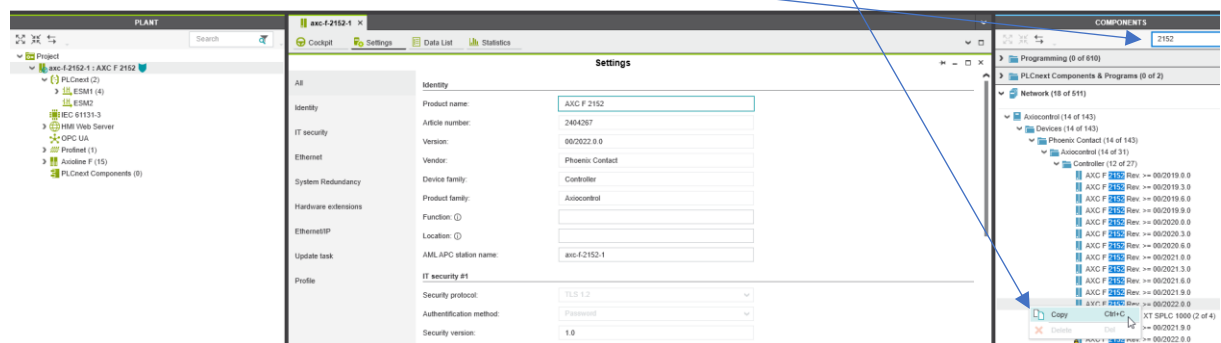 PLANT
Search
Project
axc-f-2152-1 : AXC F 2152
PLCnext (2)
ESM1 (4)
ESM2
IEC 61131-3
HMI Web Server
OPC UA
Profinet (1)
Axioline F (15)
PLCnext Components (0)
axc-f-2152-1
Cockpit Settings Data List Statistics
Settings
All
Identity
IT security
Ethernet
System Redundancy
Hardware extensions
Ethernet/IP
Update task
Profile
Identity
Product name: AXC F 2152
Article number: 2404267
Version: 00/2022.0.0
Vendor: Phoenix Contact
Device family: Controller
Product family: Axiocontrol
Function:
Location:
AML APC station name: axc-f-2152-1
IT security #1
Security protocol: TLS 1.2
Authentification method: Password
Security version: 1.0
COMPONENTS
2152
Programming (0 of 610)
PLCnext Components & Programs (0 of 2)
Network (18 of 511)
Axiocontrol (14 of 143)
Devices (14 of 143)
Phoenix Contact (14 of 143)
Axiocontrol (14 of 31)
Controller (12 of 27)
AXC F 2152 Rev. >= 00/2019.0.0
AXC F 2152 Rev. >= 00/2019.3.0
AXC F 2152 Rev. >= 00/2019.6.0
AXC F 2152 Rev. >= 00/2019.9.0
AXC F 2152 Rev. >= 00/2020.0.0
AXC F 2152 Rev. >= 00/2020.3.0
AXC F 2152 Rev. >= 00/2020.6.0
AXC F 2152 Rev. >= 00/2021.0.0
AXC F 2152 Rev. >= 00/2021.3.0
AXC F 2152 Rev. >= 00/2021.6.0
AXC F 2152 Rev. >= 00/2021.9.0
AXC F 2152 Rev. >= 00/2022.0.0
Copy Ctrl+C XT SPLC 1000 (2 of 4)
Delete Del >= 00/2021.9.0
AXC F 2152 Rev. >= 00/2022.0.0